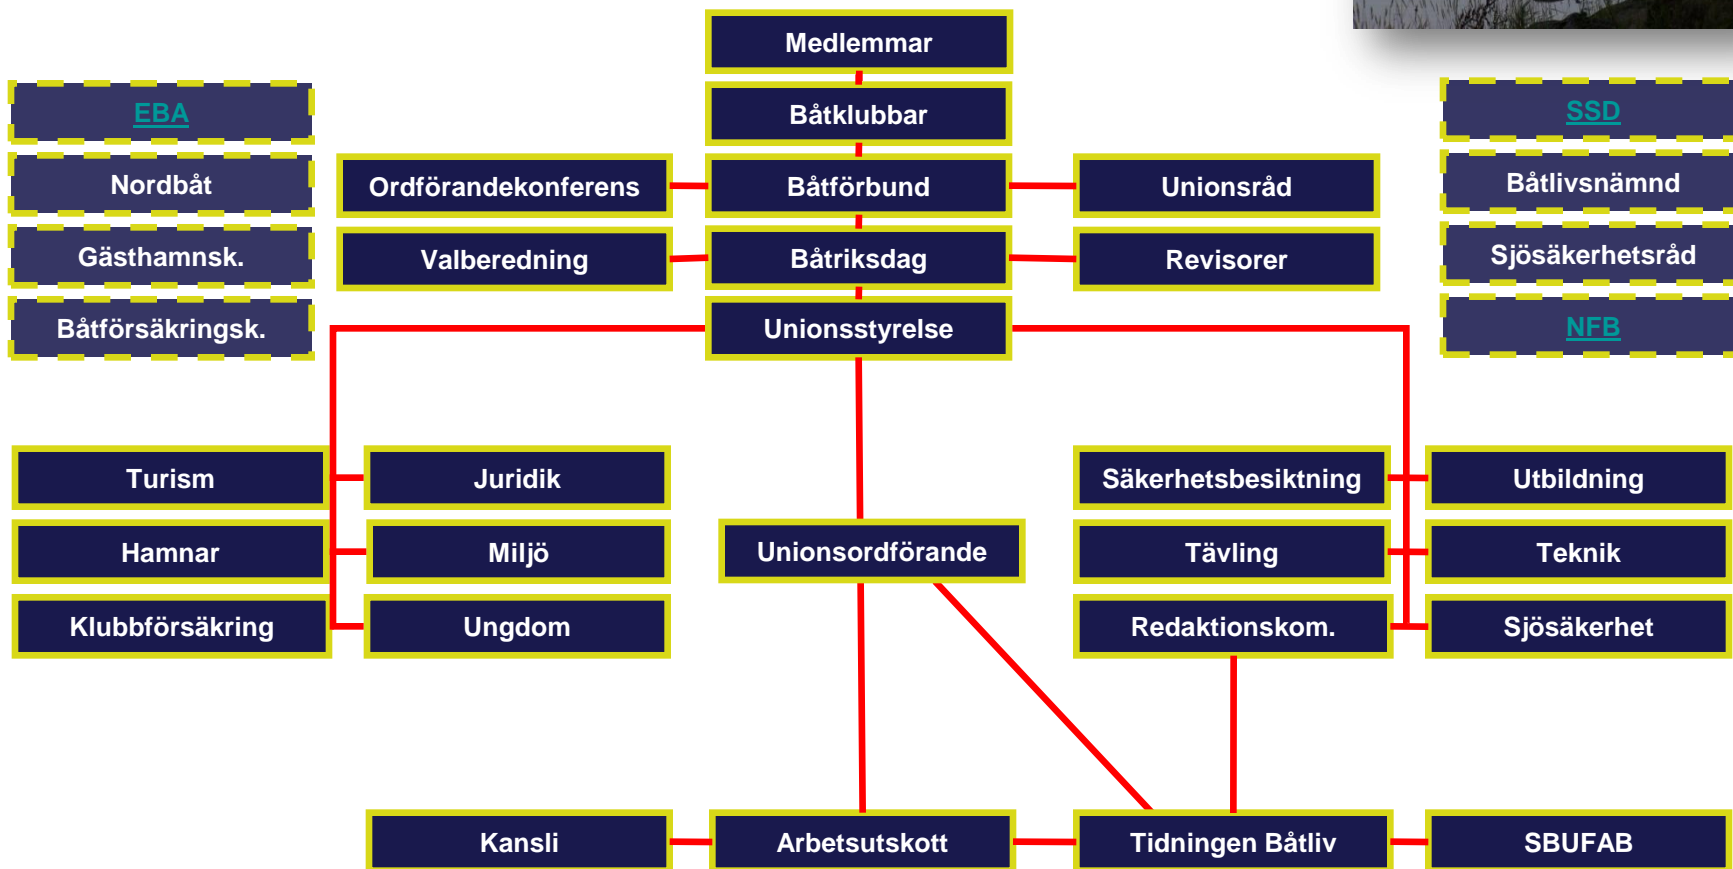 Medlemmar
EBA
Båtklubbar
SSD
Nordbåt
Ordförandekonferens
Båtförbund
Unionsråd
Båtlivsnämnd
Gästhamnsk.
Valberedning
Båtriksdag
Revisorer
Sjösäkerhetsråd
Båtförsäkringsk.
Unionsstyrelse
NFB
Turism
Juridik
Säkerhetsbesiktning
Utbildning
Hamnar
Miljö
Unionsordförande
Tävling
Teknik
Klubbförsäkring
Ungdom
Redaktionskom.
Sjösäkerhet
Kansli
Arbetsutskott
Tidningen Båtliv
SBUFAB